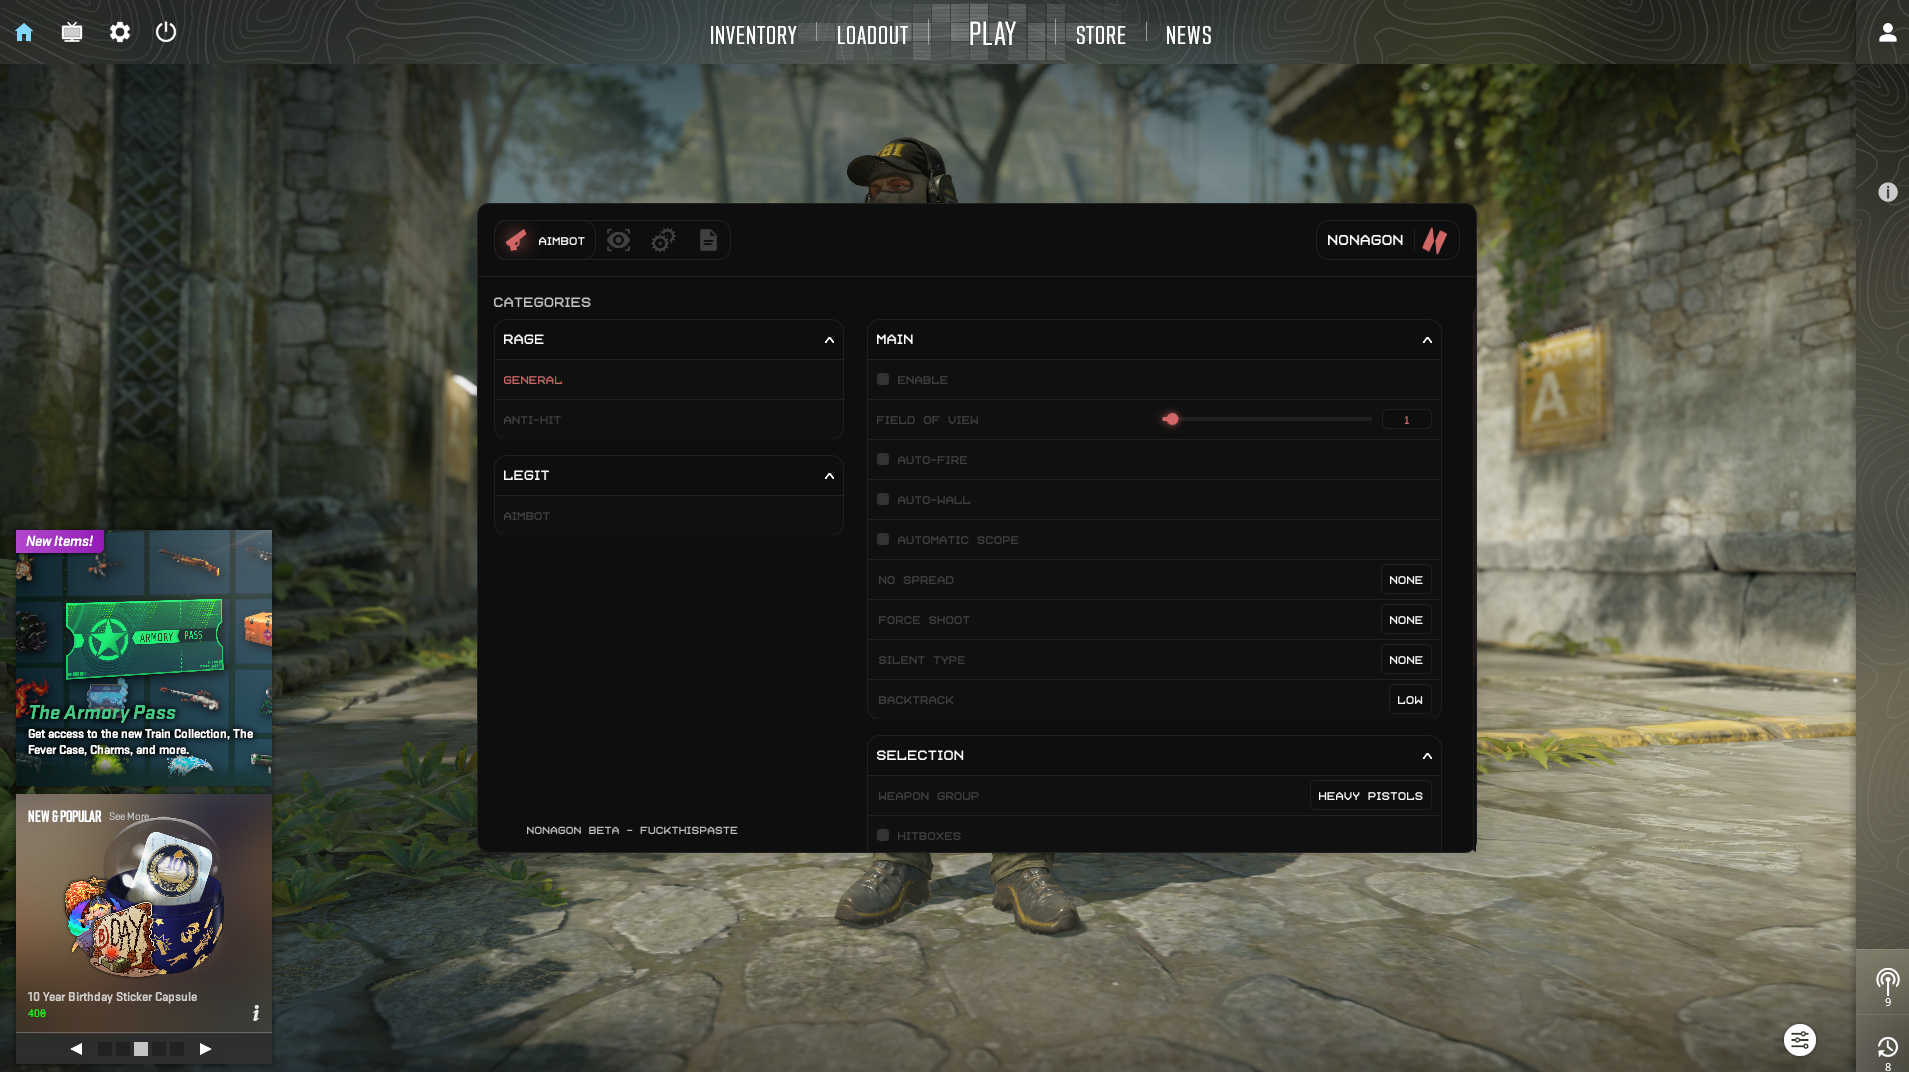 INVENTORY
LOADOUT
PLAY
STORE
NEWS
AIMBOT
NONAGON
CATEGORIES
RAGE
GENERAL
ANTI-HIT
LEGIT
AIMBOT
MAIN
ENABLE
FIELD OF VIEW
1
AUTO-FIRE
AUTO-WALL
AUTOMATIC SCOPE
NO SPREAD
NONE
FORCE SHOOT
NONE
SILENT TYPE
NONE
BACKTRACK
LOW
SELECTION
WEAPON GROUP
HEAVY PISTOLS
HITBOXES
NONAGON BETA - FUCKTHISPASTE
New Items!
ARMORY PASS
The Armory Pass
Get access to the new Train Collection, The
Fever Case, Charms, and more.
NEW & POPULAR See More
10
BDAY
10 Year Birthday Sticker Capsule
400
A
9
8